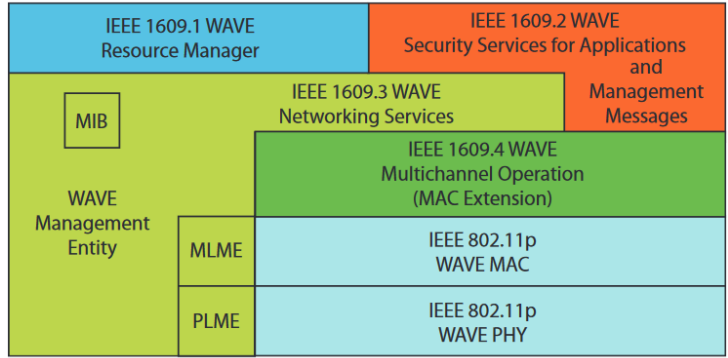 IEEE 1609.1 WAVE
Resource Manager
IEEE 1609.2 WAVE
Security Services for Applications
and
Management
Messages
IEEE 1609.3 WAVE
Networking Services
MIB
IEEE 1609.4 WAVE
Multichannel Operation
(MAC Extension)
WAVE
Management
Entity
MLME
IEEE 802.11p
WAVE MAC
PLME
IEEE 802.11p
WAVE PHY